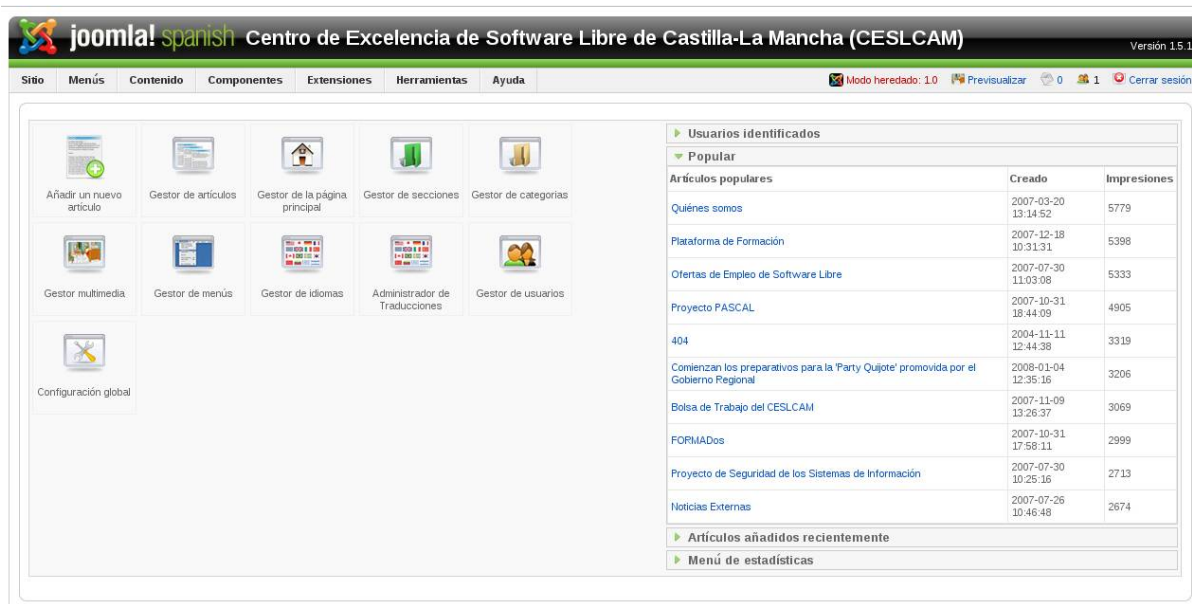 joomla! spanish Centro de Excelencia de Software Libre de Castilla-La Mancha (CESLCAM)
Versión 1.5.1
Sitio Menús Contenido Componentes Extensiones Herramientas Ayuda
Modo heredado: 1.0 Previsualizar 0 1 Cerrar sesión
Añadir un nuevo
artículo
Gestor de artículos
Gestor de la página
principal
Gestor de secciones
Gestor de categorías
Gestor multimedia
Gestor de menús
Gestor de idiomas
Administrador de
Traducciones
Gestor de usuarios
Configuración global
Usuarios identificados
Popular
Artículos populares Creado Impresiones
Quiénes somos 2007-03-20 13:14:52 5779
Plataforma de Formación 2007-12-18 10:31:31 5398
Ofertas de Empleo de Software Libre 2007-07-30 11:03:08 5333
Proyecto PASCAL 2007-10-31 18:44:09 4905
404 2004-11-11 12:44:38 3319
Comienzan los preparativos para la 'Party Quijote' promovida por el
Gobierno Regional 2008-01-04 12:35:16 3206
Bolsa de Trabajo del CESLCAM 2007-11-09 13:26:37 3069
FORMADos 2007-10-31 17:58:11 2999
Proyecto de Seguridad de los Sistemas de Información 2007-07-30 10:25:16 2713
Noticias Externas 2007-07-26 10:46:48 2674
Artículos añadidos recientemente
Menú de estadísticas